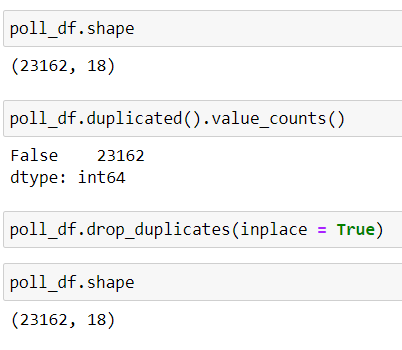 poll_df.shape
(23162, 18)
poll_df.duplicated().value_counts()
False    23162
dtype: int64
poll_df.drop_duplicates(inplace = True)
poll_df.shape
(23162, 18)